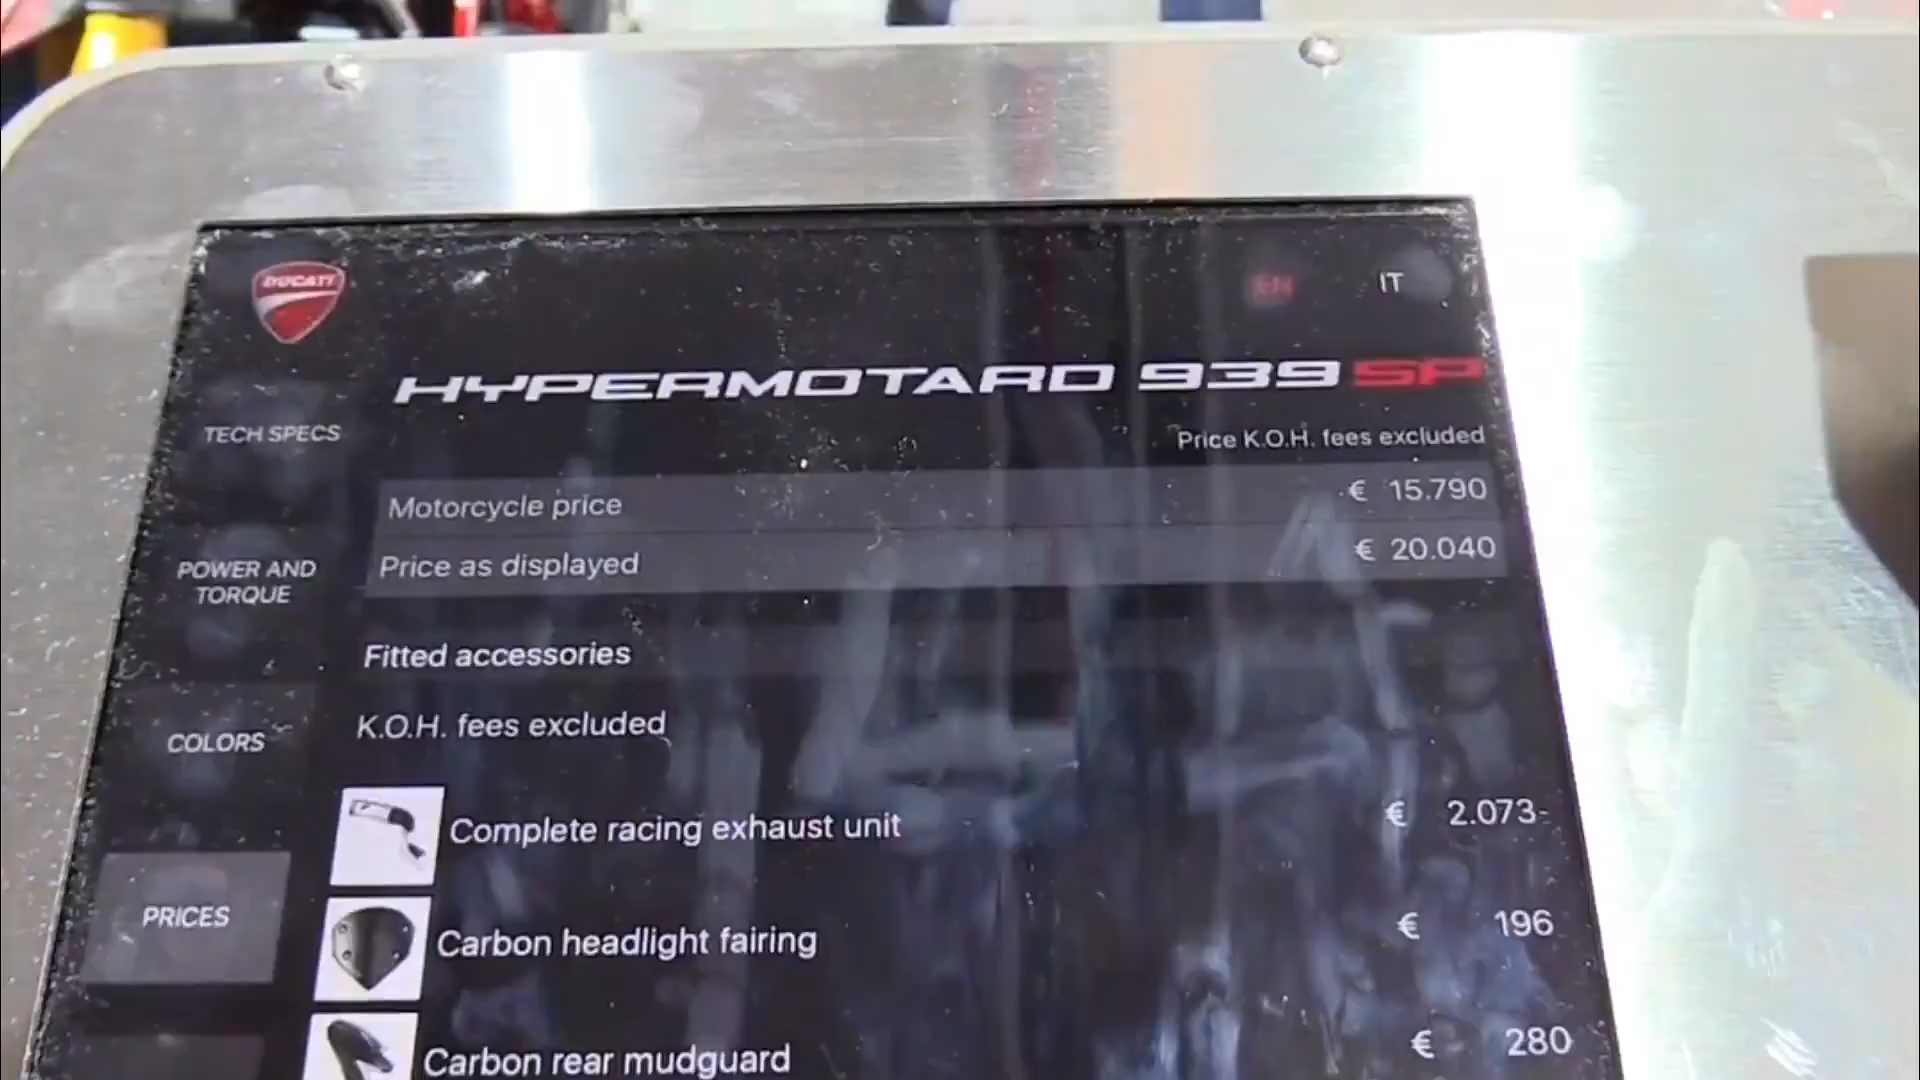 DUCATI
EN IT
HYPERMOTARD 939 SP
Price K.O.H. fees excluded
TECH SPECS
Motorcycle price € 15.790
Price as displayed € 20.040
POWER AND
TORQUE
Fitted accessories
K.O.H. fees excluded
COLORS
Complete racing exhaust unit € 2.073-
PRICES
Carbon headlight fairing € 196
Carbon rear mudguard € 280